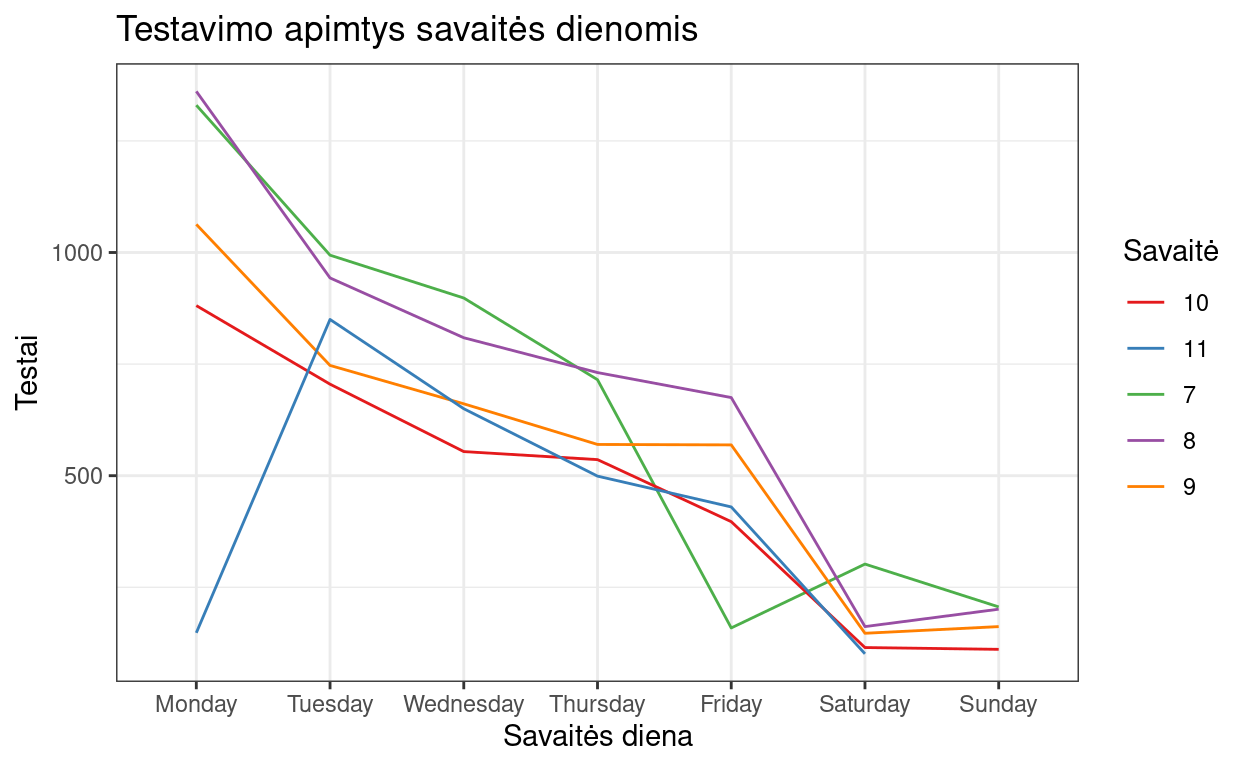 Testavimo apimtys savaitės dienomis
Testai
1000
500
Monday Tuesday Wednesday Thursday Friday Saturday Sunday
Savaitės diena
Savaitė
10
11
7
8
9